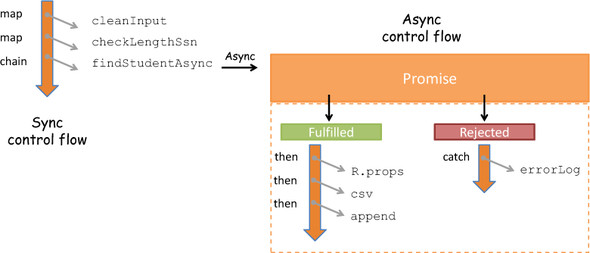 map
cleanInput
map
checkLengthSsn
chain
findStudentAsync
Async
Sync
control flow
Async
control flow
Promise
Fulfilled
Rejected
then
R.props
then
csv
then
append
catch
errorLog